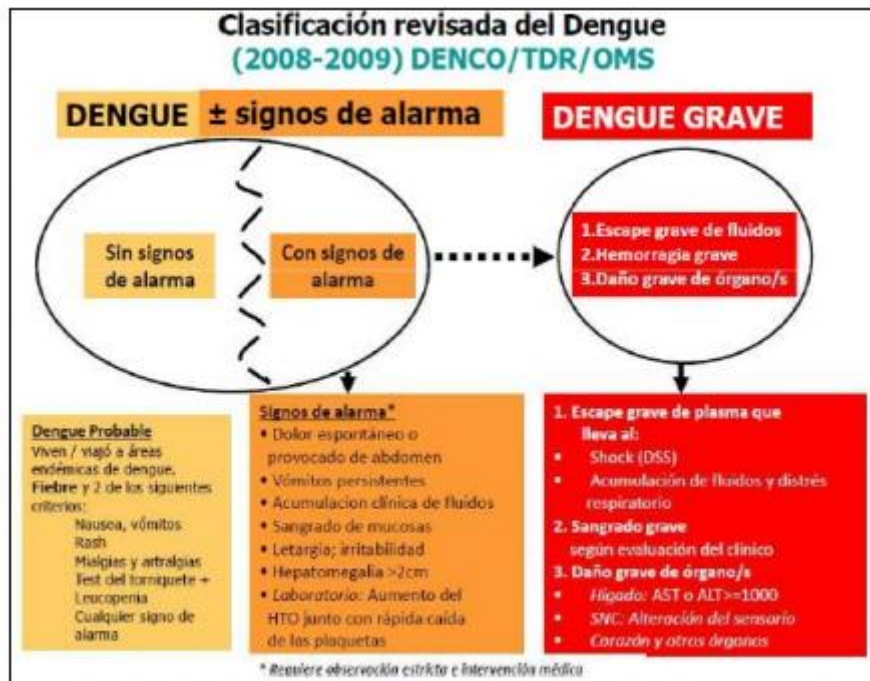 Clasificación revisada del Dengue
(2008-2009) DENCO/TDR/OMS
DENGUE ± signos de alarma
DENGUE GRAVE
Sin signos
de alarma
Con signos de
alarma
1.Escape grave de fluidos
2.Hemorragia grave
3.Daño grave de órgano/s
Dengue Probable
Viven / viajó a áreas
endémicas de dengue.
Fiebre y 2 de los siguientes
criterios:
Nausea, vómitos
Rash
Mialgias y artralgias
Test del torniquete +
Leucopenia
Cualquier signo de
alarma
Signos de alarma*
• Dolor espontáneo o
provocado de abdomen
• Vómitos persistentes
• Acumulacion clínica de fluidos
• Sangrado de mucosas
• Letargia; irritabilidad
• Hepatomegalia >2cm
• Laboratorio: Aumento del
HTO junto con rápida caída
de las plaquetas
1. Escape grave de plasma que
lleva al:
• Shock (DSS)
• Acumulación de fluidos y distrés
respiratorio
2. Sangrado grave
según evaluación del clínico
3. Daño grave de órgano/s
• Hígado: AST o ALT>=1000
• SNC: Alteración del sensorio
• Corazón y otros órganos
* Requiere observación estricta e intervención médica